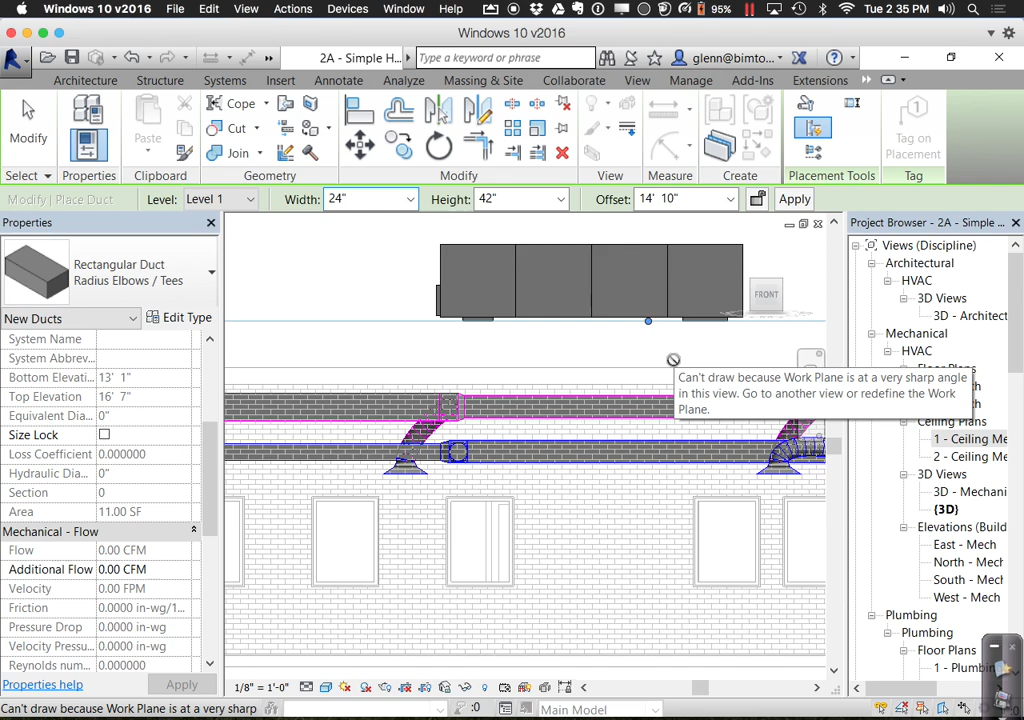 Windows 10 v2016 File Edit View Actions Devices Window Help 95% Tue 2 35 PM
Windows 10 v2016
2A - Simple H... Type a keyword or phrase glenn@bimto...
Architecture Structure Systems Insert Annotate Analyze Massing & Site Collaborate View Manage Add-Ins Extensions
Modify Paste Cope Cut Join Tag on Placement
Select Properties Clipboard Geometry Modify View Measure Create Placement Tools Tag
Modify | Place Duct Level: Level 1 Width: 24" Height: 42" Offset: 14' 10" Apply
Properties
Rectangular Duct
Radius Elbows / Tees
New Ducts Edit Type
System Name
System Abbrev...
Bottom Elevati... 13' 1"
Top Elevation 16' 7"
Equivalent Dia... 0"
Size Lock
Loss Coefficient 0.000000
Hydraulic Dia... 0"
Section 0
Area 11.00 SF
Mechanical - Flow
Flow 0.00 CFM
Additional Flow 0.00 CFM
Velocity 0.00 FPM
Friction 0.0000 in-wg/1...
Pressure Drop 0.0000 in-wg
Velocity Pressu... 0.0000 in-wg
Reynolds num... 0.000000
Properties help Apply
FRONT
Can't draw because Work Plane is at a very sharp angle
in this view. Go to another view or redefine the Work
Plane.
Project Browser - 2A - Simple ...
Views (Discipline)
Architectural
HVAC
3D Views
3D - Architect
Mechanical
HVAC
Ceiling Plans
1 - Ceiling Me
2 - Ceiling Me
3D Views
3D - Mechani
{3D}
Elevations (Build
East - Mech
North - Mech
South - Mech
West - Mech
Plumbing
Plumbing
Floor Plans
1 - Plumbin
1/8" = 1'-0"
Can't draw because Work Plane is at a very sharp :0 Main Model